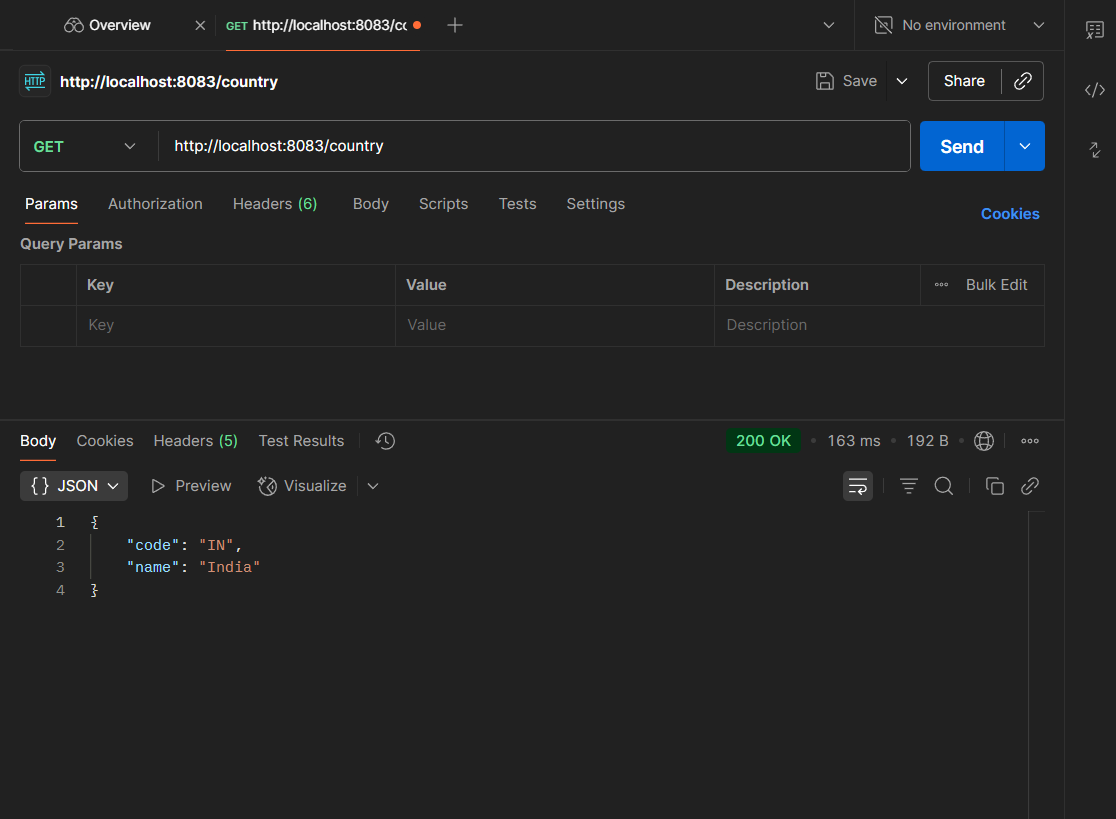 Overview
GET http://localhost:8083/cc
No environment
HTTP http://localhost:8083/country
Save
Share
GET http://localhost:8083/country
Send
Params Authorization Headers (6) Body Scripts Tests Settings
Cookies
Query Params
Key Value Description Bulk Edit
Key Value Description
Body Cookies Headers (5) Test Results 200 OK 163 ms 192 B
{} JSON Preview Visualize
1 {
2 "code": "IN",
3 "name": "India"
4 }